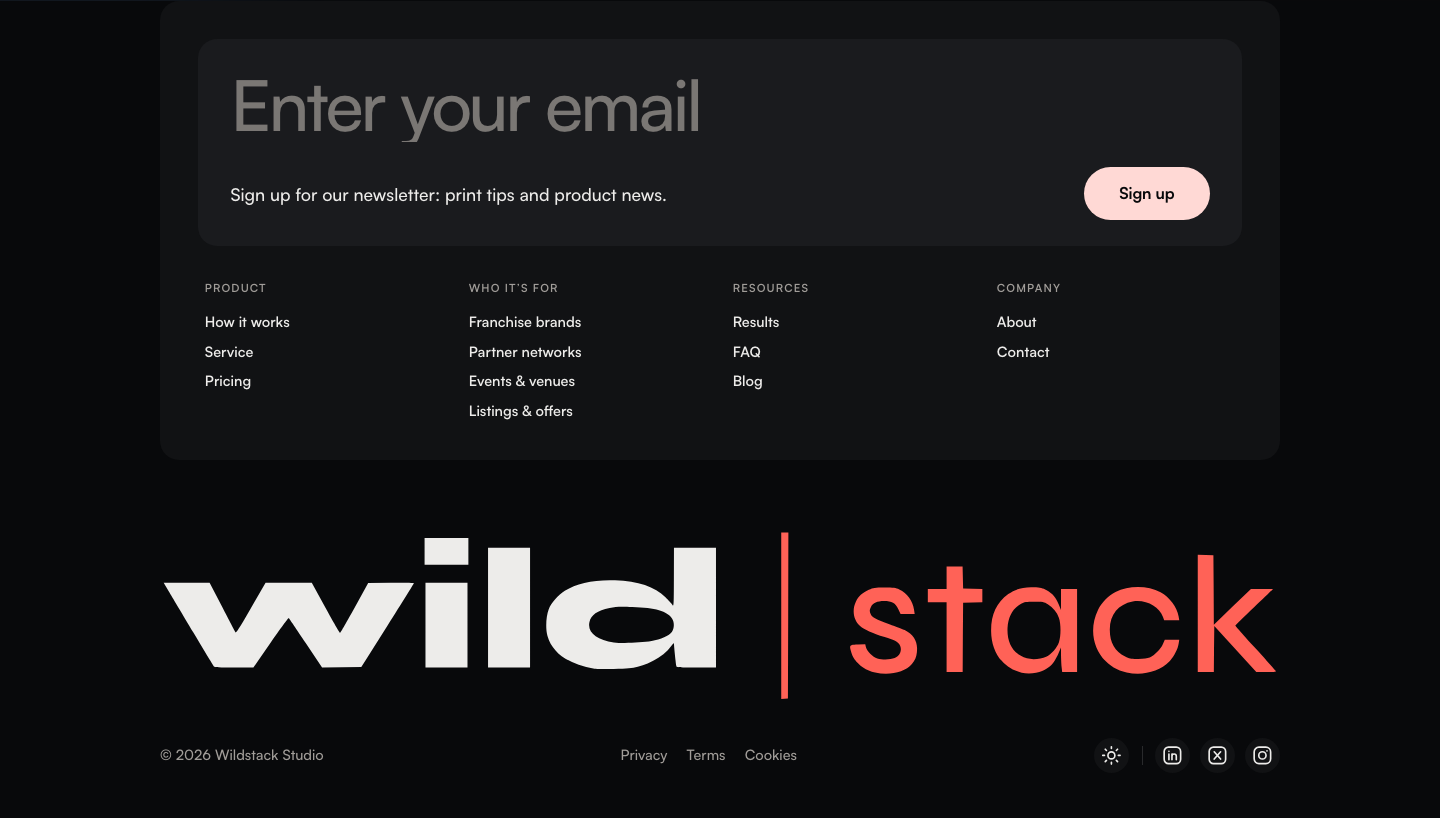 Enter your email
Sign up for our newsletter: print tips and product news.
Sign up
PRODUCT
How it works
Service
Pricing
WHO IT'S FOR
Franchise brands
Partner networks
Events & venues
Listings & offers
RESOURCES
Results
FAQ
Blog
COMPANY
About
Contact
wild | stack
© 2026 Wildstack Studio
Privacy
Terms
Cookies